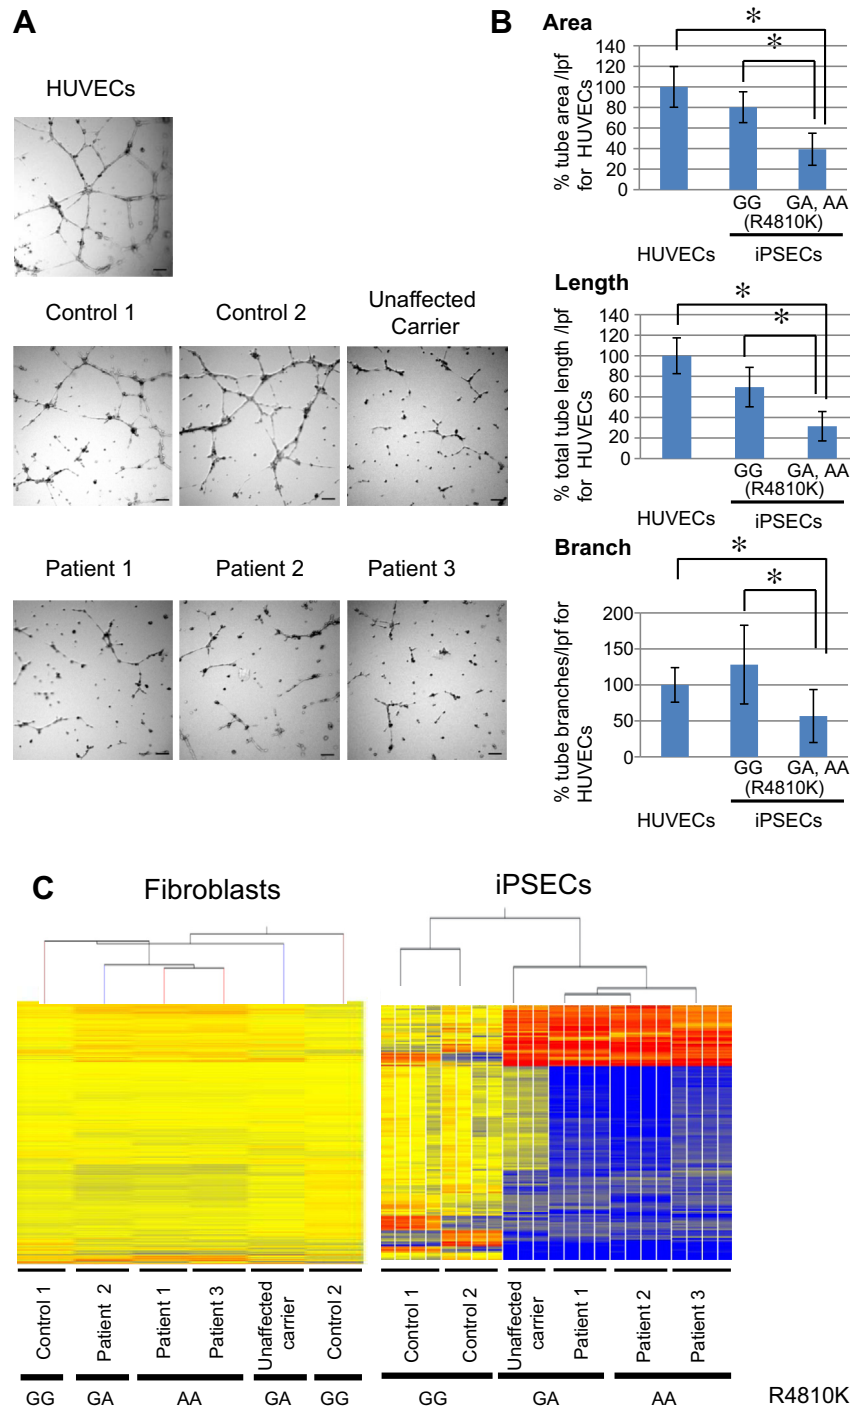 A
HUVECs
Control 1
Control 2
Unaffected
Carrier
Patient 1
Patient 2
Patient 3
B
Area
% tube area /lpf
for HUVECs
140
120
100
80
60
40
20
0
*
*
GG
GA, AA
(R4810K)
HUVECs
iPSECs
Length
% total tube length /lpf
for HUVECs
140
120
100
80
60
40
20
0
*
*
GG
GA, AA
(R4810K)
HUVECs
iPSECs
Branch
% tube branches/lpf for
HUVECs
200
150
100
50
0
*
*
GG
GA, AA
(R4810K)
HUVECs
iPSECs
C
Fibroblasts
iPSECs
Control 1
Patient 2
Patient 1
Patient 3
Unaffected
carrier
Control 2
Control 1
Control 2
Unaffected
carrier
Patient 1
Patient 2
Patient 3
GG
GA
AA
GA
GG
GG
GA
AA
R4810K